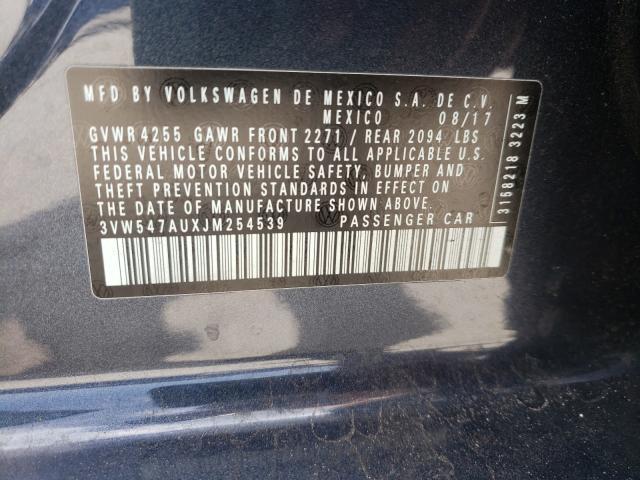 MFD BY VOLKSWAGEN DE MEXICO S.A. DE C.V.
MEXICO 08/17
GVWR 4255 GAWR FRONT 2271 / REAR 2094 LBS
THIS VEHICLE CONFORMS TO ALL APPLICABLE U.S.
FEDERAL MOTOR VEHICLE SAFETY, BUMPER AND
THEFT PREVENTION STANDARDS IN EFFECT ON
THE DATE OF MANUFACTURE SHOWN ABOVE.
3VW547AUXJM254539 PASSENGER CAR
3168218 3223 M